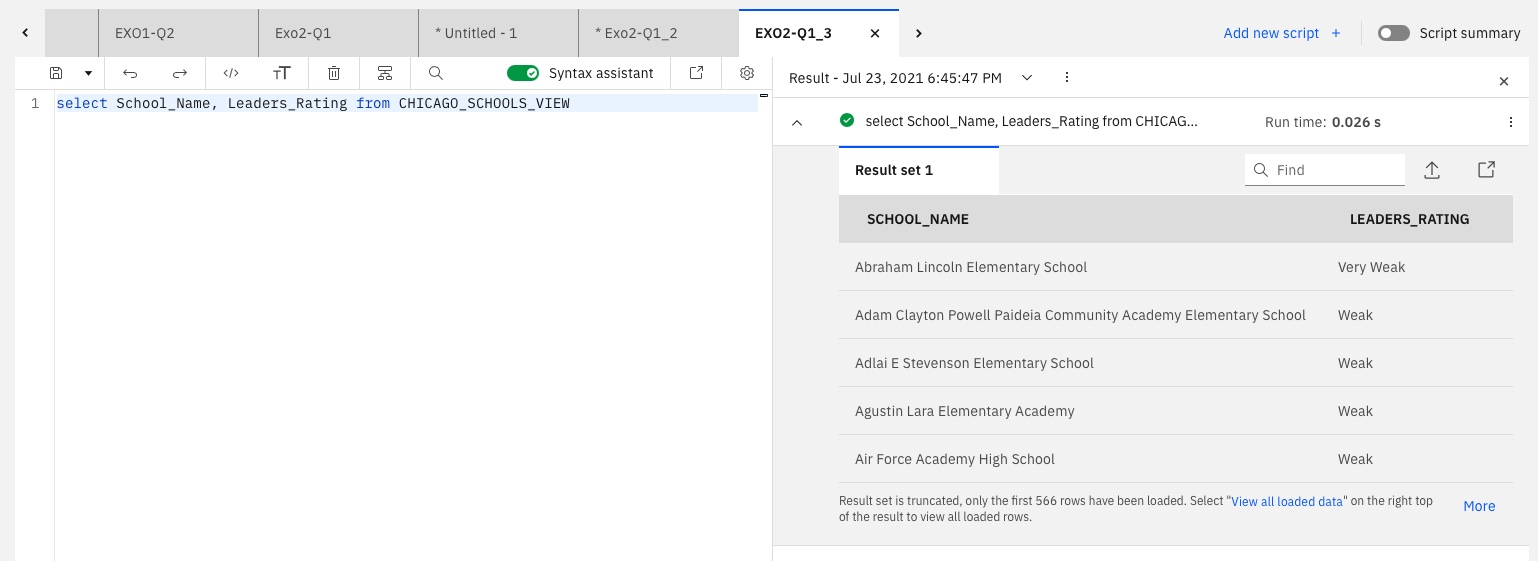 EXO1-Q2
Exo2-Q1
* Untitled - 1
* Exo2-Q1_2
EXO2-Q1_3
Add new script +
Script summary
</>
TT
Syntax assistant
1 select School_Name, Leaders_Rating from CHICAGO_SCHOOLS_VIEW
Result - Jul 23, 2021 6:45:47 PM
select School_Name, Leaders_Rating from CHICAG...
Run time: 0.026 s
Result set 1
Find
SCHOOL_NAME LEADERS_RATING
Abraham Lincoln Elementary School Very Weak
Adam Clayton Powell Paideia Community Academy Elementary School Weak
Adlai E Stevenson Elementary School Weak
Agustin Lara Elementary Academy Weak
Air Force Academy High School Weak
Result set is truncated, only the first 566 rows have been loaded. Select "View all loaded data" on the right top
of the result to view all loaded rows.
More